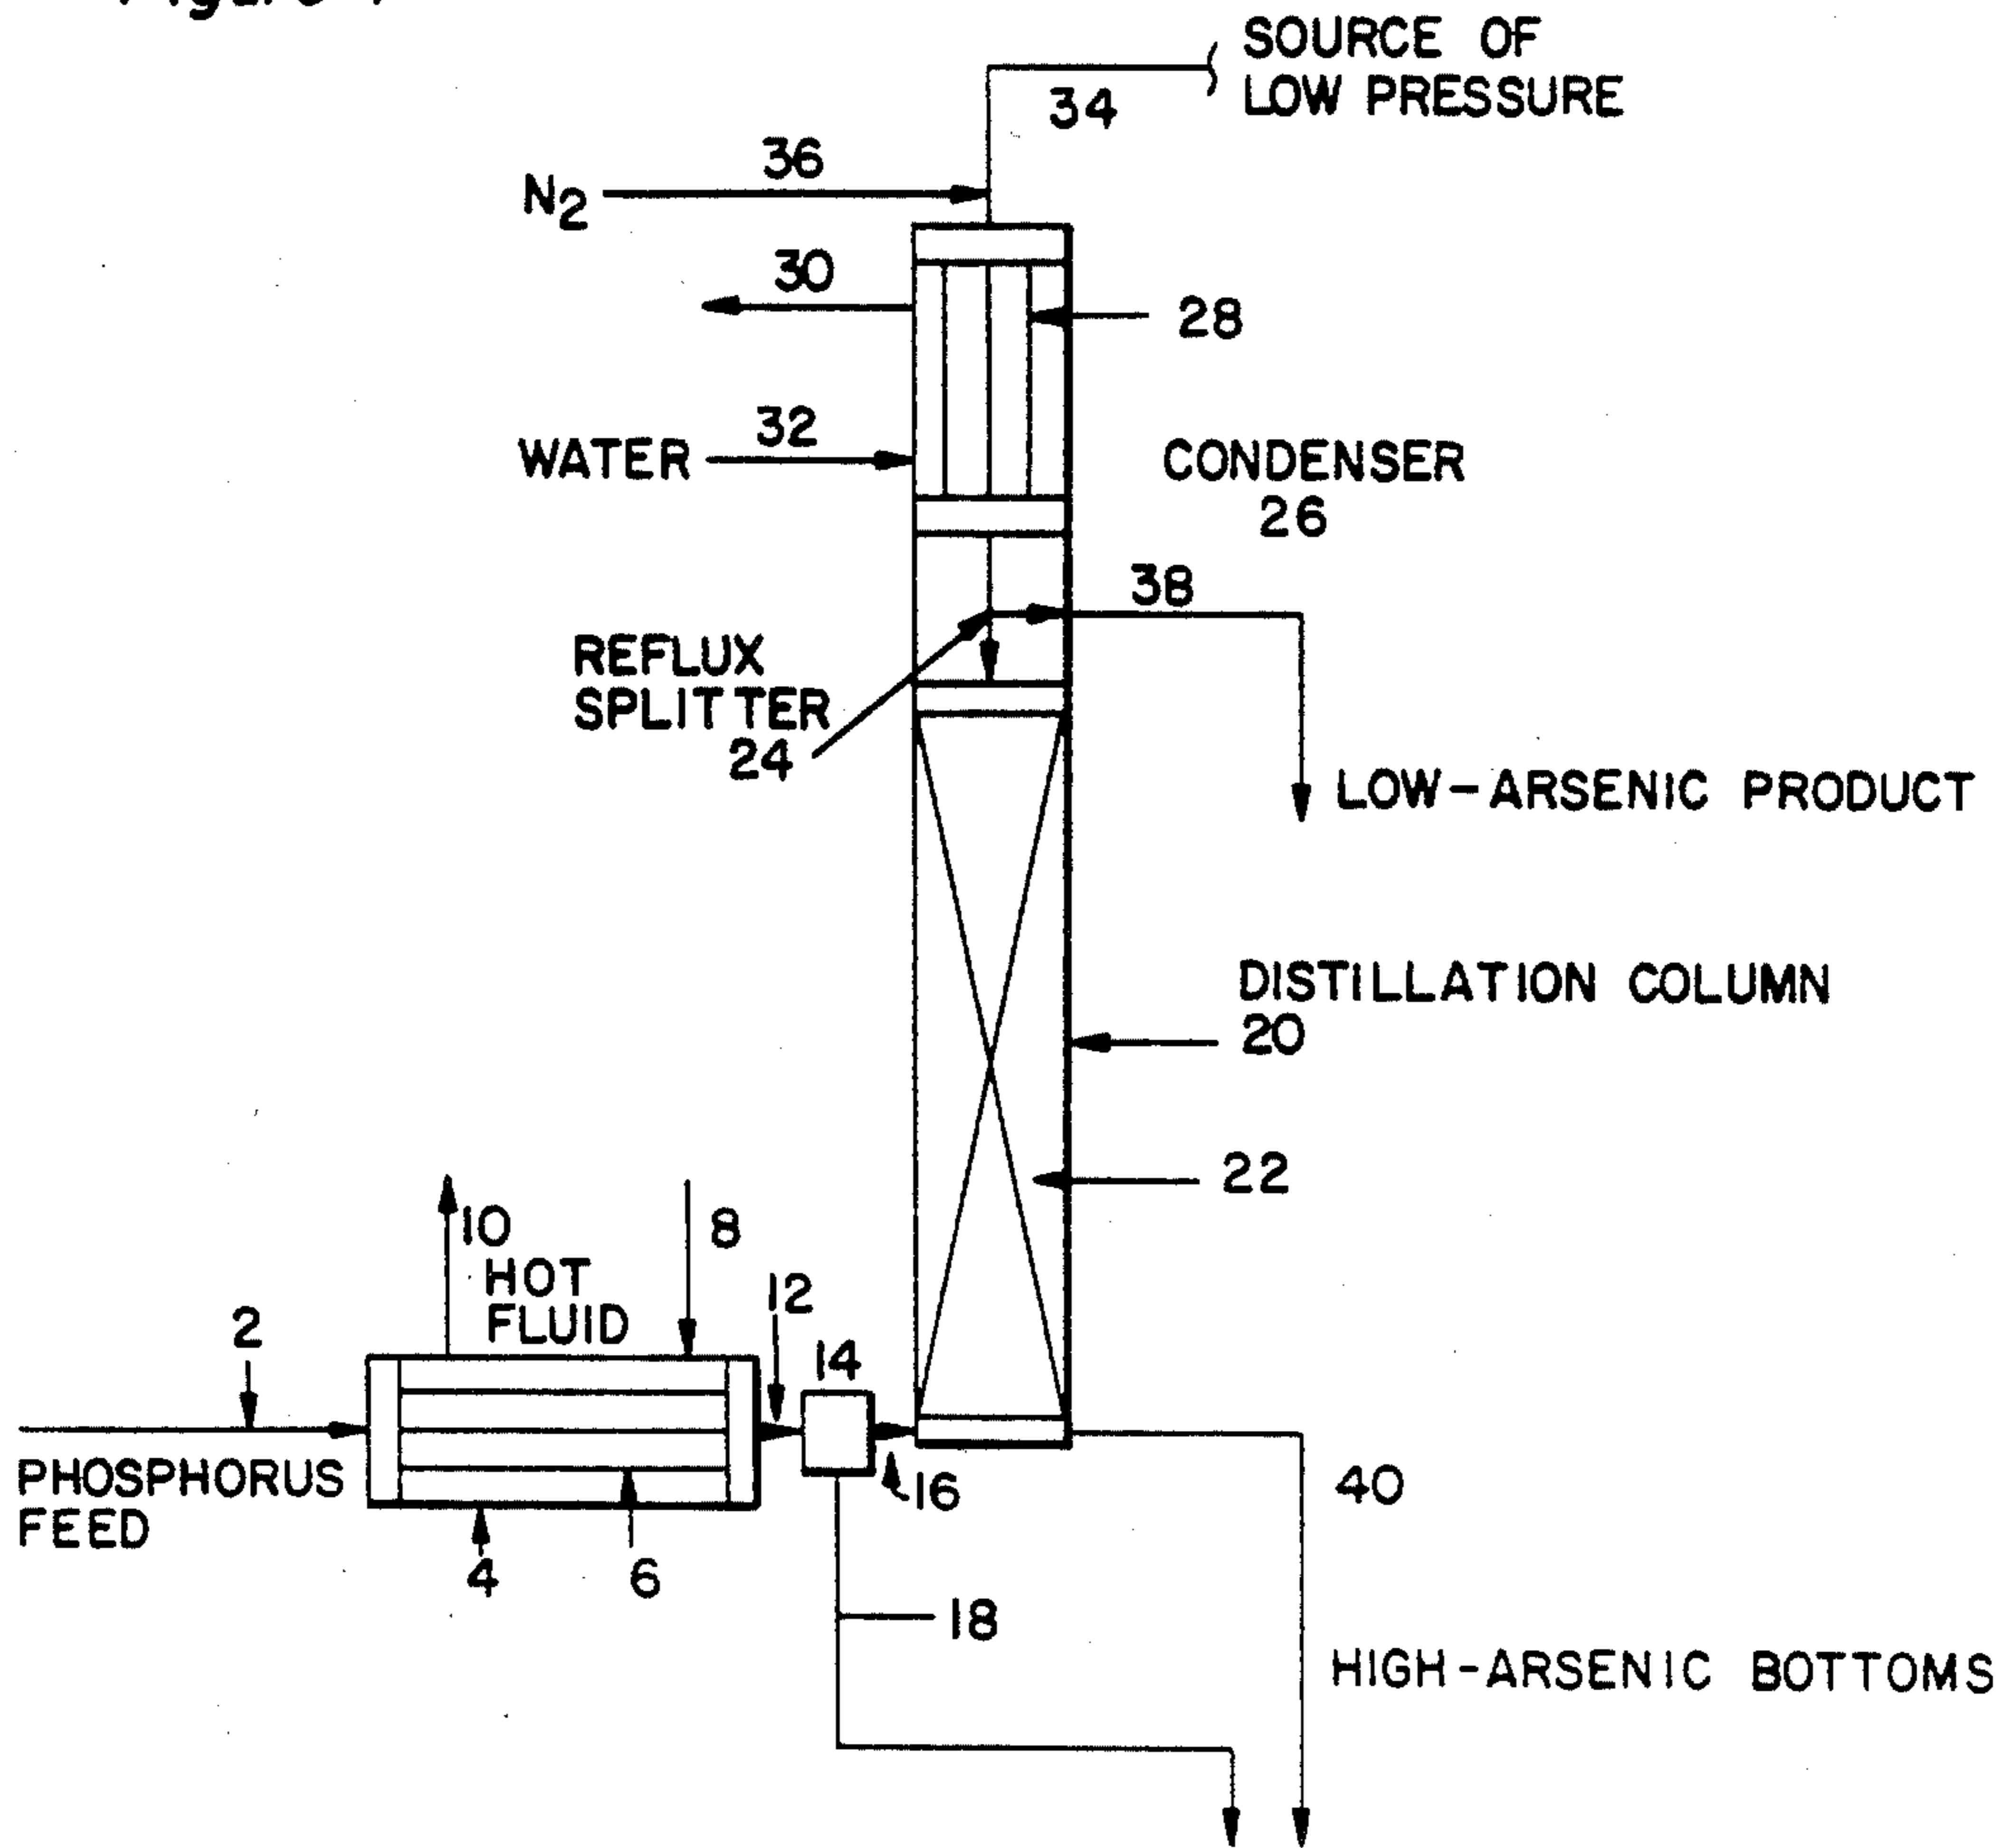 SOURCE OF
LOW PRESSURE
34
36
N2
30
28
32
WATER
CONDENSER
26
38
REFLUX
SPLITTER
24
LOW-ARSENIC PRODUCT
DISTILLATION COLUMN
20
22
10
HOT
FLUID
8
12
2
14
PHOSPHORUS
FEED
16
40
4
6
18
HIGH-ARSENIC BOTTOMS